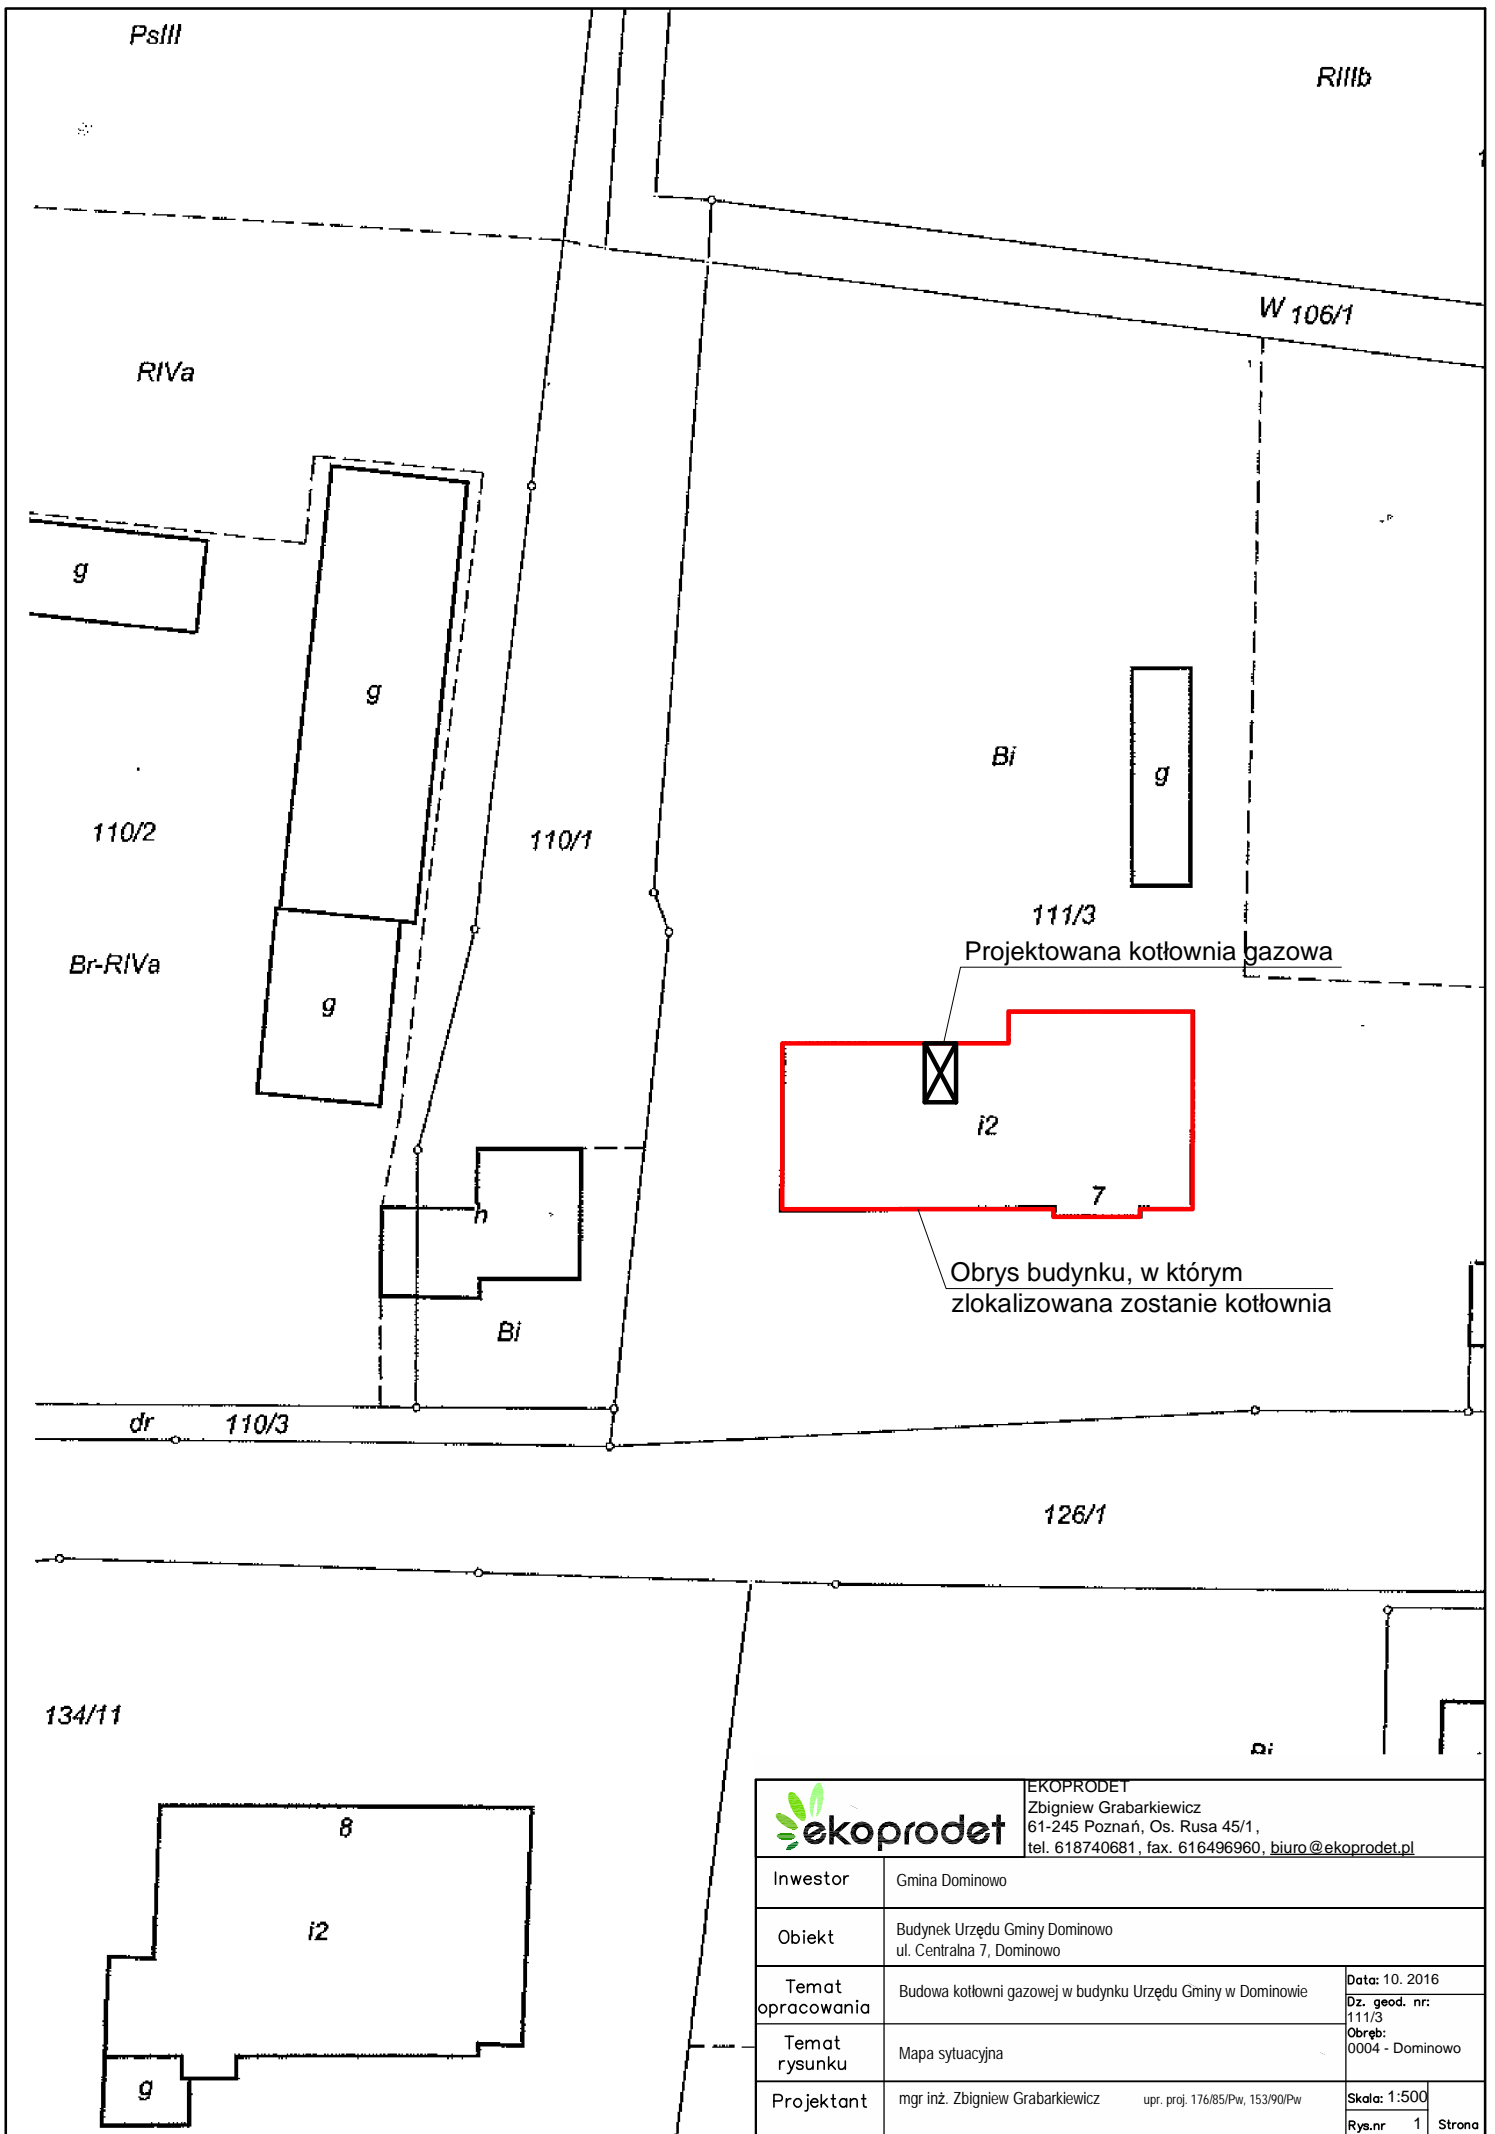 PsIII
RIIIb
W 106/1
RIVa
g
g
Bi
g
110/2
110/1
111/3
Projektowana kotłownia gazowa
Br-RIVa
g
i2
7
h
Obrys budynku, w którym
zlokalizowana zostanie kotłownia
Bi
dr 110/3
126/1
134/11
Bi
8
i2
g
ekoprodet
EKOPRODET
Zbigniew Grabarkiewicz
61-245 Poznań, Os. Rusa 45/1,
tel. 618740681, fax. 616496960, biuro@ekoprodet.pl
Inwestor
Gmina Dominowo
Obiekt
Budynek Urzędu Gminy Dominowo
ul. Centralna 7, Dominowo
Temat
opracowania
Budowa kotłowni gazowej w budynku Urzędu Gminy w Dominowie
Data: 10. 2016
Dz. geod. nr:
111/3
Obręb:
0004 - Dominowo
Temat
rysunku
Mapa sytuacyjna
Projektant
mgr inż. Zbigniew Grabarkiewicz upr. proj. 176/85/Pw, 153/90/Pw
Skala: 1:500
Rys.nr 1 Strona